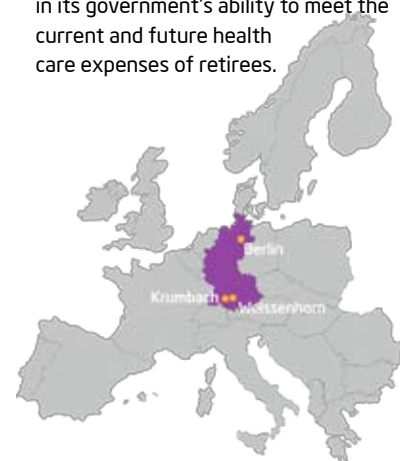 in its government's ability to meet the
current and future health
care expenses of retirees.
Berlin
Krumbach
Weissenhorn